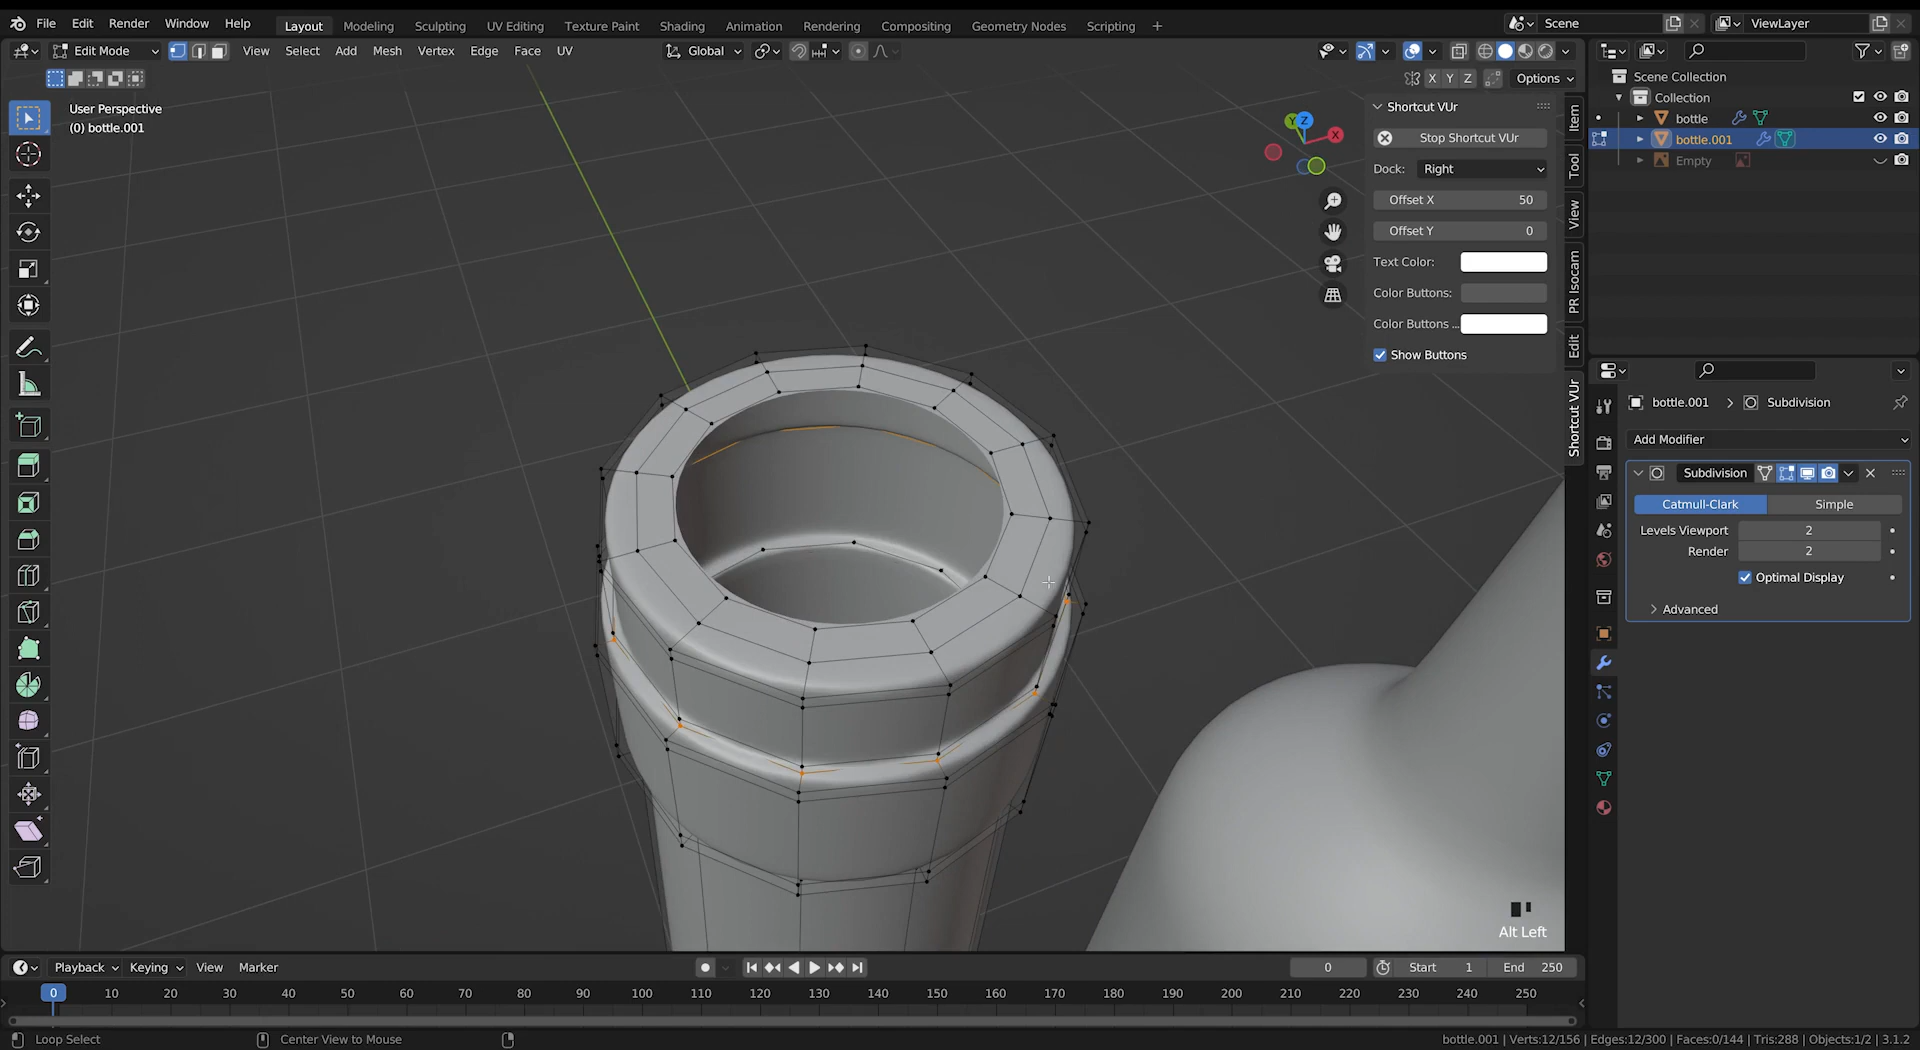 File Edit Render Window Help Layout Modeling Sculpting UV Editing Texture Paint Shading Animation Rendering Compositing Geometry Nodes Scripting + Scene ViewLayer
Edit Mode View Select Add Mesh Vertex Edge Face UV Global
X Y Z Options
User Perspective
(0) bottle.001
Y Z X
Shortcut VUr
Stop Shortcut VUr
Dock: Right
Offset X 50
Offset Y 0
Text Color:
Color Buttons:
Color Buttons ...
Show Buttons
Item
Tool
View
PR Isocam
Edit
Shortcut VUr
Scene Collection
Collection
bottle
bottle.001
Empty
bottle.001 > Subdivision
Add Modifier
Subdivision
Catmull-Clark Simple
Levels Viewport 2
Render 2
Optimal Display
Advanced
Alt Left
Playback Keying View Marker 0 Start 1 End 250
0 10 20 30 40 50 60 70 80 90 100 110 120 130 140 150 160 170 180 190 200 210 220 230 240 250
Loop Select Center View to Mouse bottle.001 | Verts:12/156 | Edges:12/300 | Faces:0/144 | Tris:288 | Objects:1/2 | 3.1.2